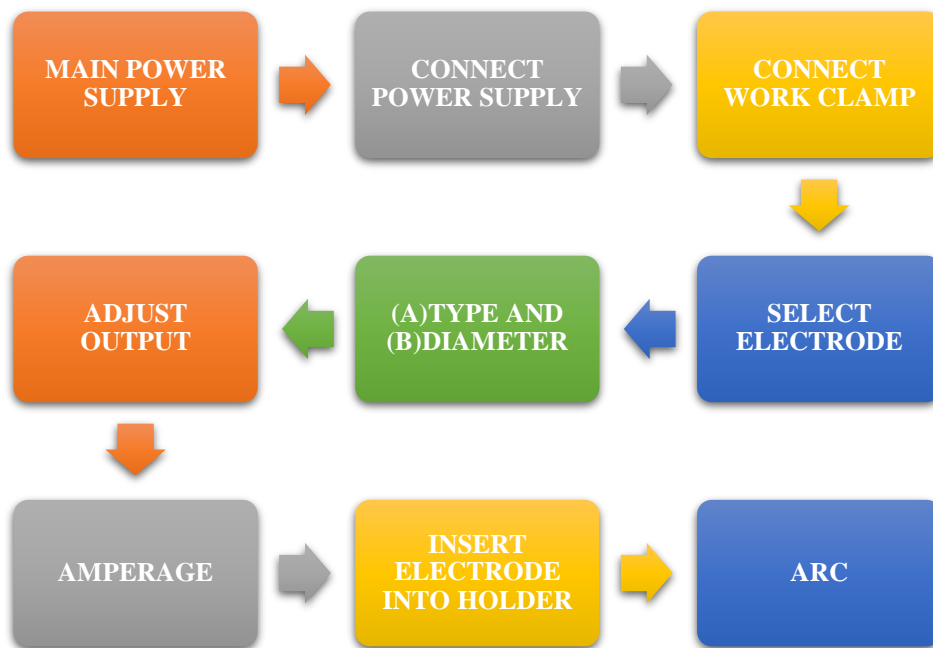 MAIN POWER
SUPPLY
CONNECT
POWER SUPPLY
CONNECT
WORK CLAMP
SELECT
ELECTRODE
(A)TYPE AND
(B)DIAMETER
ADJUST
OUTPUT
AMPERAGE
INSERT
ELECTRODE
INTO HOLDER
ARC